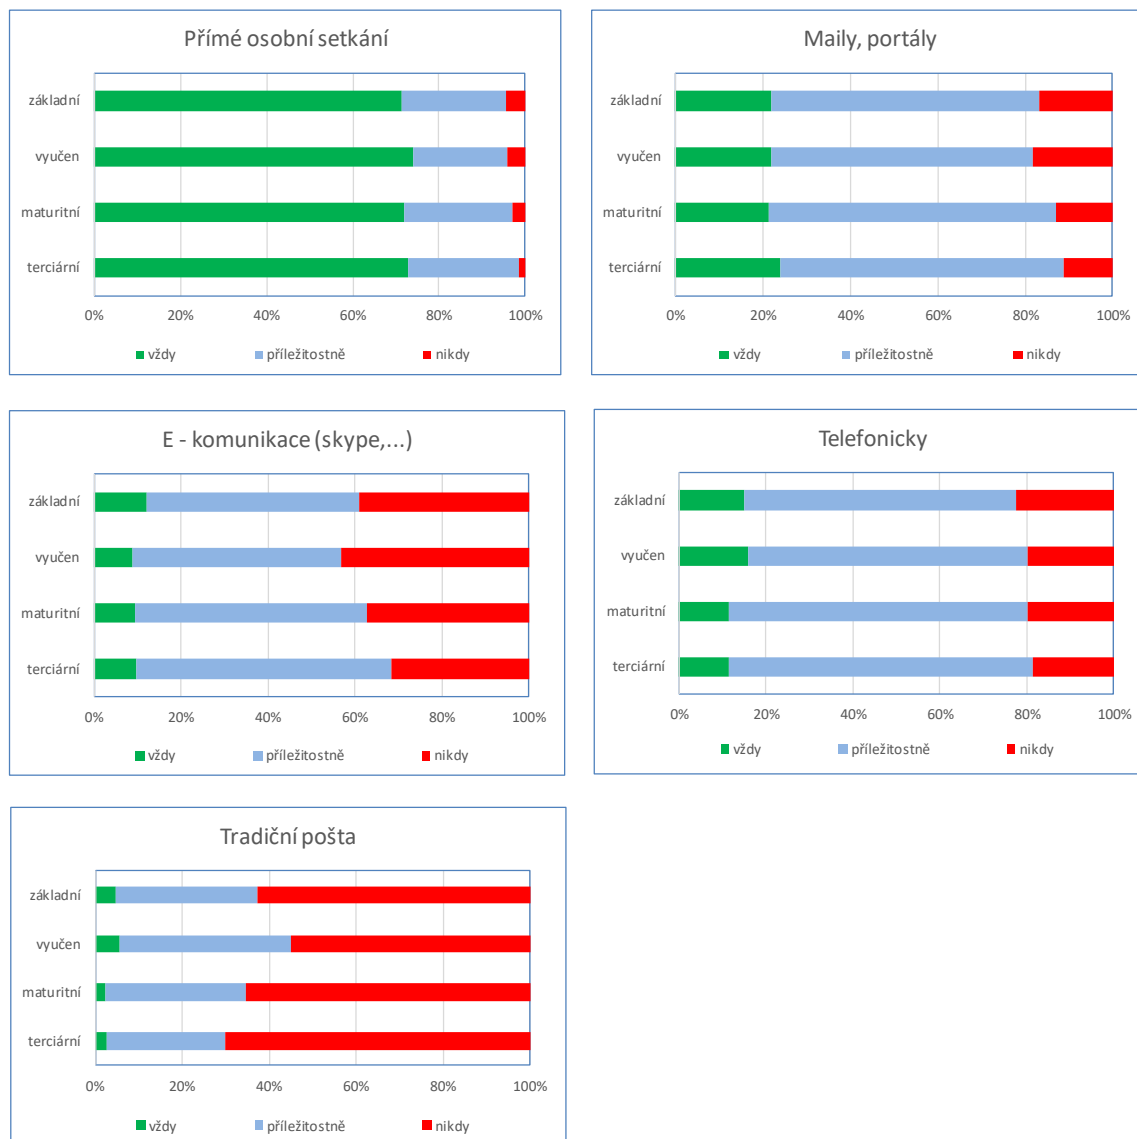 Přímé osobní setkání
základní
vyučen
maturitní
terciární
0% 20% 40% 60% 80% 100%
vždy příležitostně nikdy
Maily, portály
základní
vyučen
maturitní
terciární
0% 20% 40% 60% 80% 100%
vždy příležitostně nikdy
E - komunikace (skype,...)
základní
vyučen
maturitní
terciární
0% 20% 40% 60% 80% 100%
vždy příležitostně nikdy
Telefonicky
základní
vyučen
maturitní
terciární
0% 20% 40% 60% 80% 100%
vždy příležitostně nikdy
Tradiční pošta
základní
vyučen
maturitní
terciární
0% 20% 40% 60% 80% 100%
vždy příležitostně nikdy